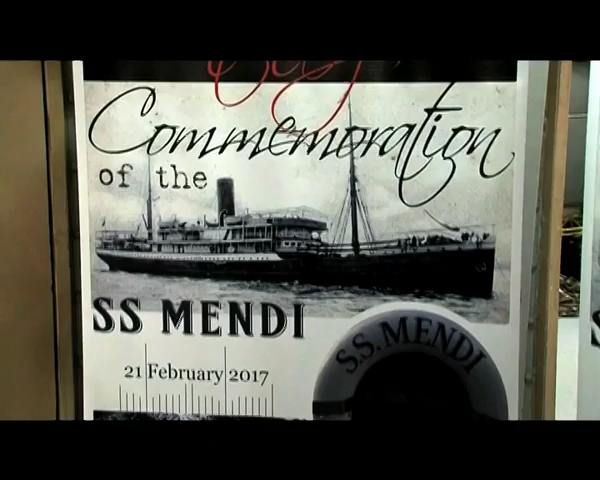 Commemoration
of the
SS MENDI
21 February 2017
S.S. MENDI